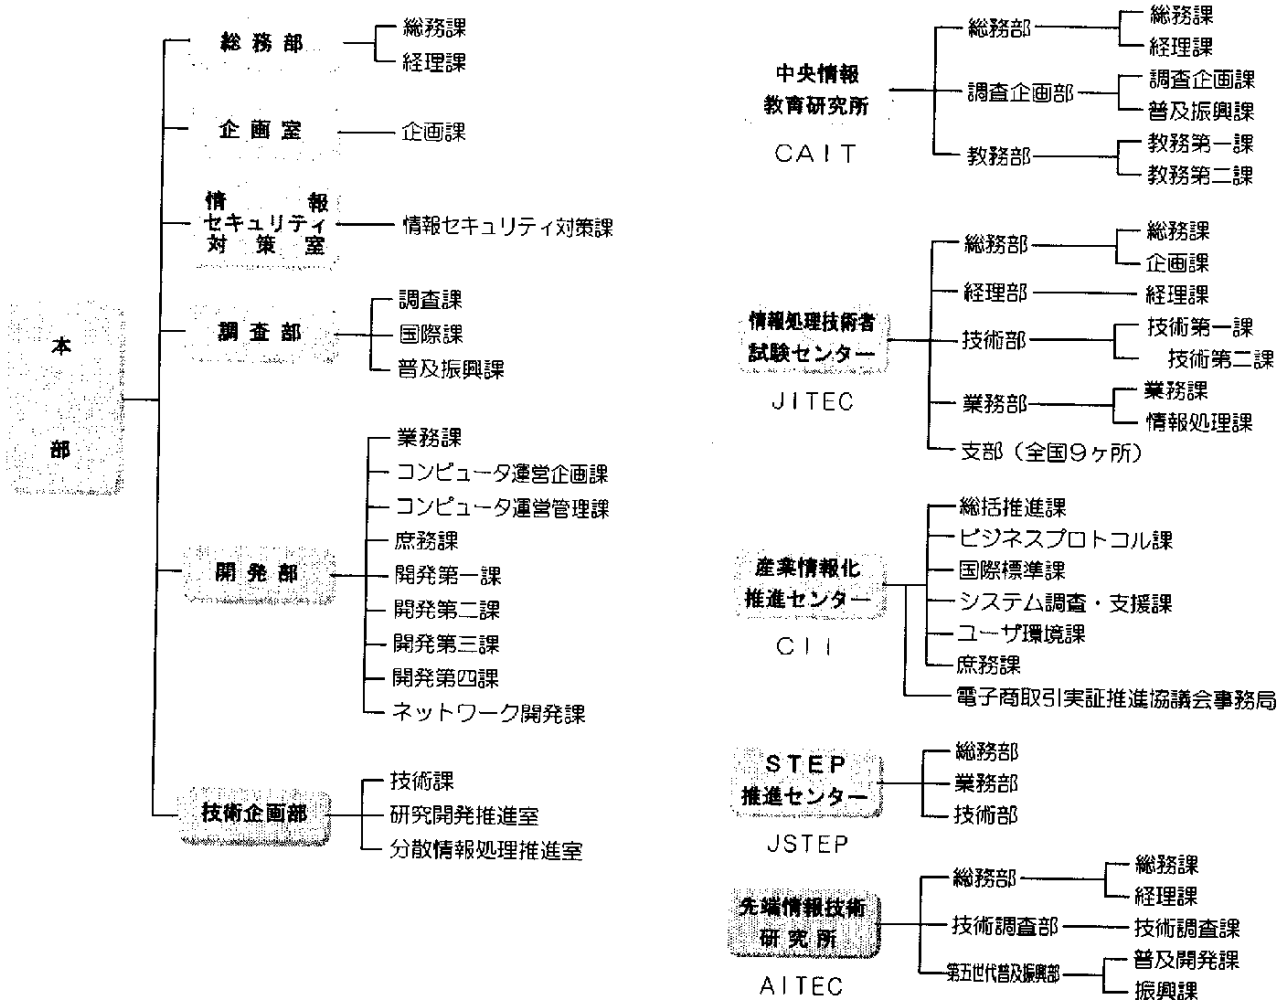 本部
総務部
総務課
経理課
企画室
企画課
情報
セキュリティ
対策室
情報セキュリティ対策課
調査部
調査課
国際課
普及振興課
開発部
業務課
コンピュータ運営企画課
コンピュータ運営管理課
庶務課
開発第一課
開発第二課
開発第三課
開発第四課
ネットワーク開発課
技術企画部
技術課
研究開発推進室
分散情報処理推進室
中央情報
教育研究所
CAIT
総務部
総務課
経理課
調査企画部
調査企画課
普及振興課
教務部
教務第一課
教務第二課
情報処理技術者
試験センター
JITEC
総務部
総務課
企画課
経理部
経理課
技術部
技術第一課
技術第二課
業務部
業務課
情報処理課
支部(全国9ヶ所)
産業情報化
推進センター
CII
総括推進課
ビジネスプロトコル課
国際標準課
システム調査・支援課
ユーザ環境課
庶務課
電子商取引実証推進協議会事務局
STEP
推進センター
JSTEP
総務部
業務部
技術部
先端情報技術
研究所
AITEC
総務部
総務課
経理課
技術調査部
技術調査課
第五世代普及振興部
普及開発課
振興課